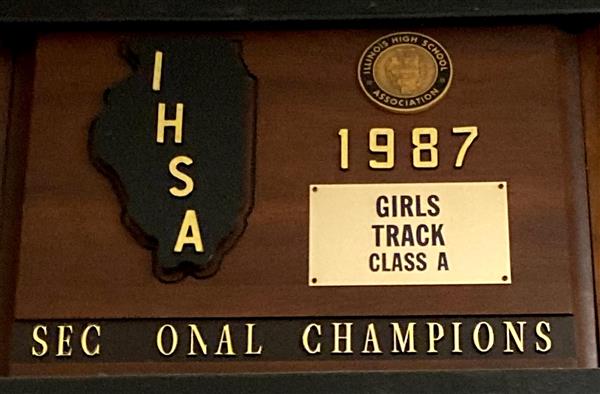 IHSA
ILLINOIS HIGH SCHOOL
ASSOCIATION
1987
GIRLS
TRACK
CLASS A
SEC ONAL CHAMPIONS